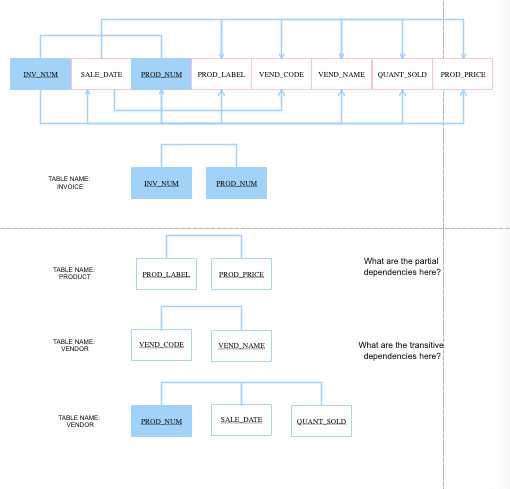 INV_NUM SALE_DATE PROD_NUM PROD_LABEL VEND_CODE VEND_NAME QUANT_SOLD PROD_PRICE
TABLE NAME:
INVOICE
INV_NUM PROD_NUM
TABLE NAME:
PRODUCT
PROD_LABEL PROD_PRICE
What are the partial
dependencies here?
TABLE NAME:
VENDOR
VEND_CODE VEND_NAME
What are the transitive
dependencies here?
TABLE NAME:
VENDOR
PROD_NUM SALE_DATE QUANT_SOLD